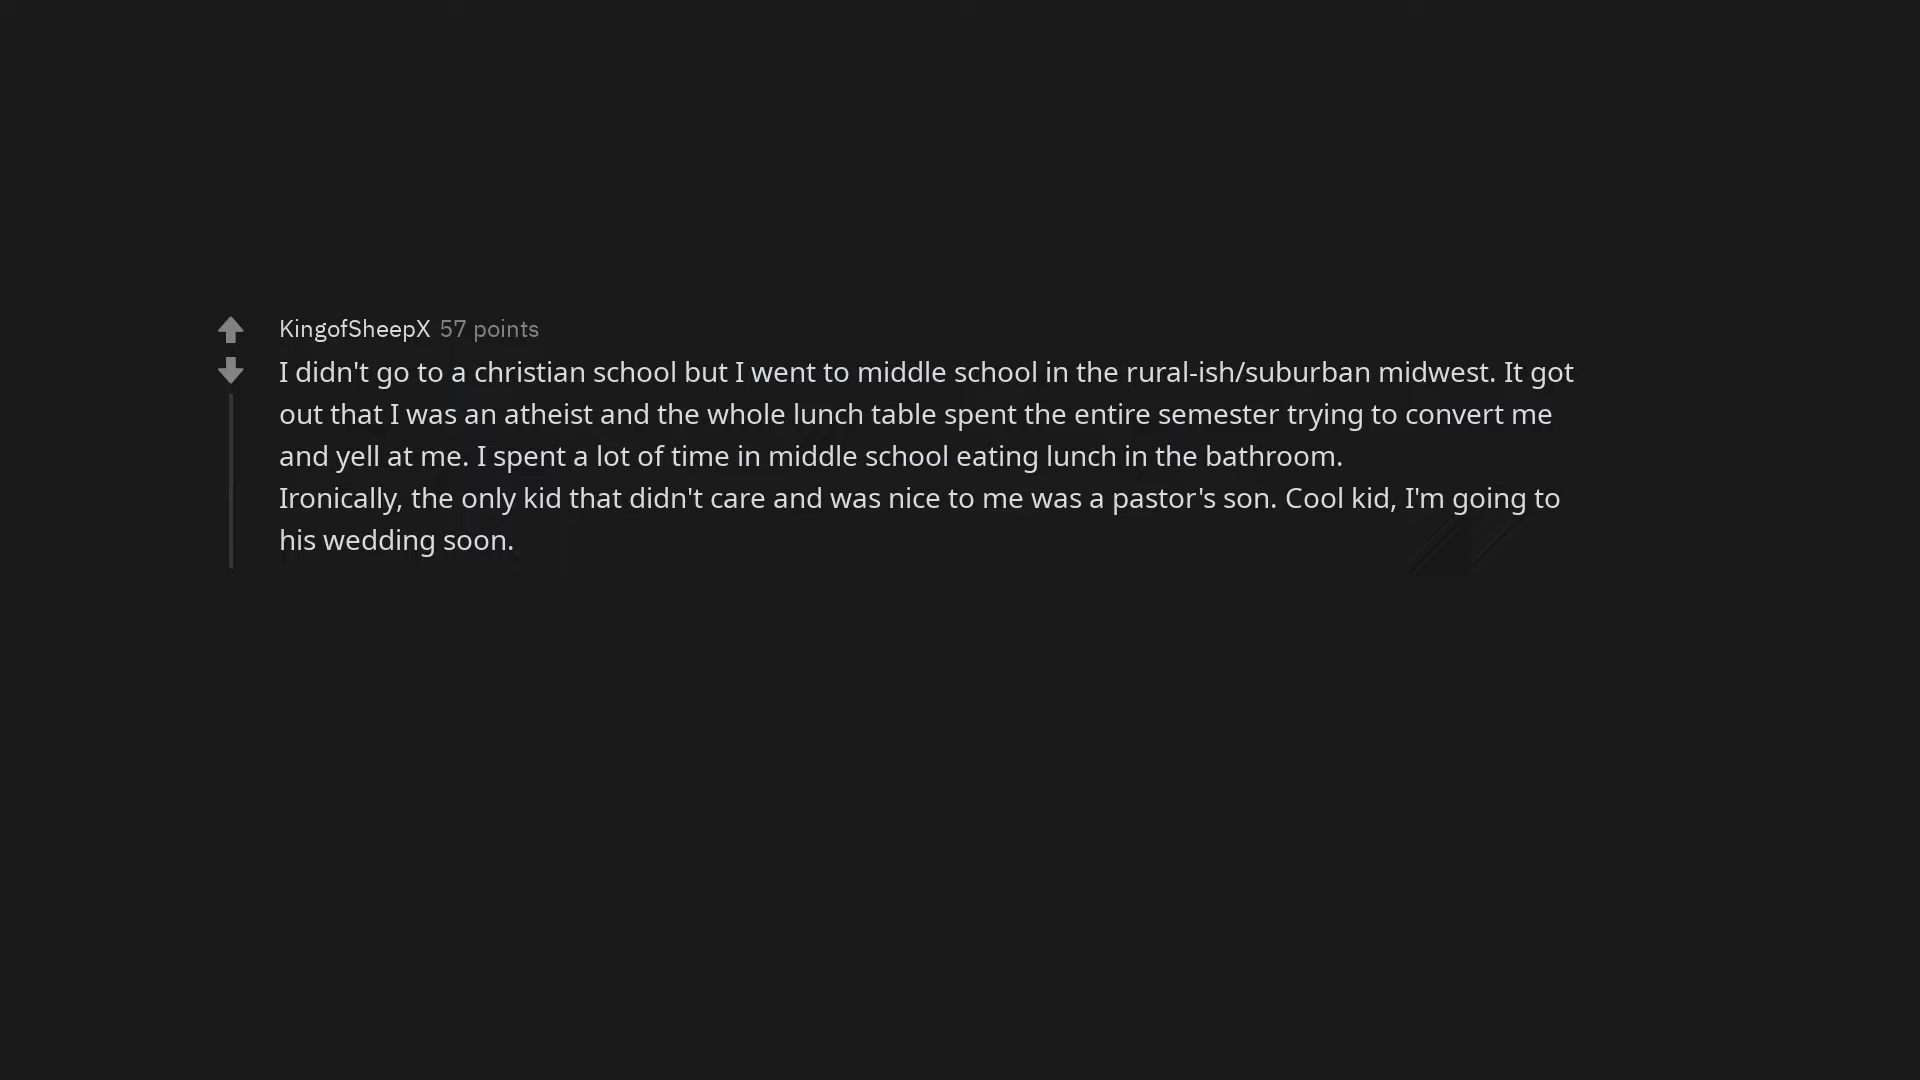 KingofSheepX 57 points
I didn't go to a christian school but I went to middle school in the rural-ish/suburban midwest. It got
out that I was an atheist and the whole lunch table spent the entire semester trying to convert me
and yell at me. I spent a lot of time in middle school eating lunch in the bathroom.
Ironically, the only kid that didn't care and was nice to me was a pastor's son. Cool kid, I'm going to
his wedding soon.